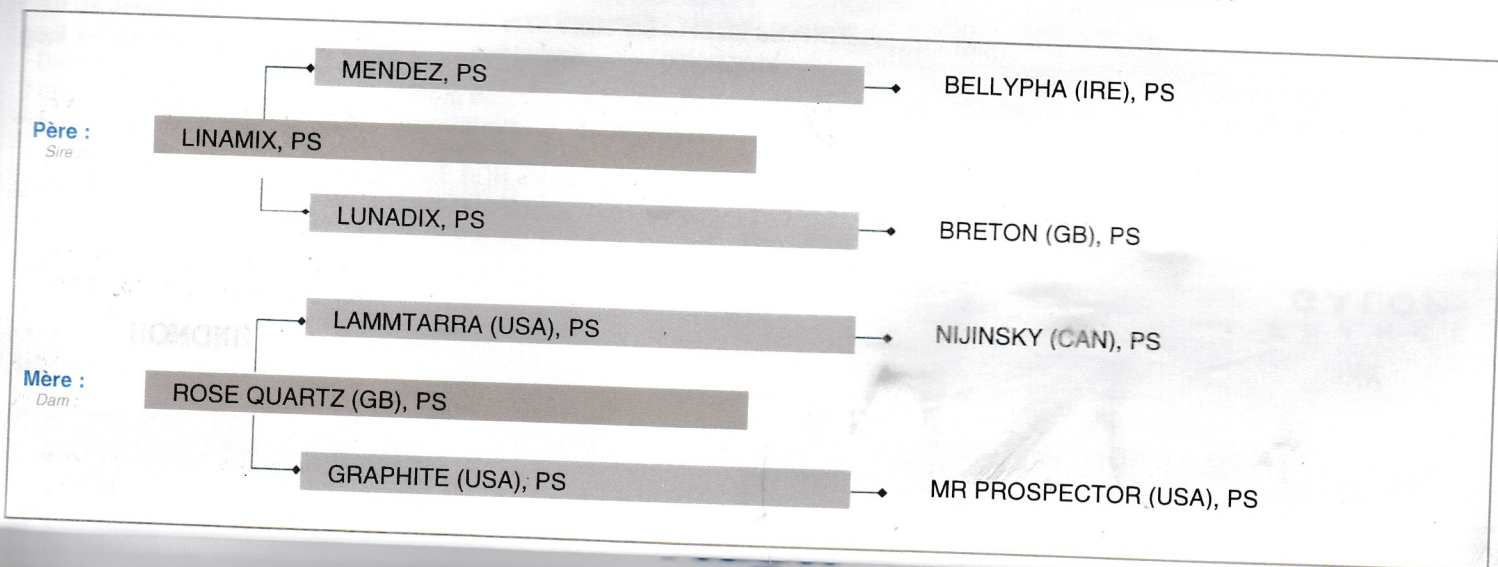 MENDEZ, PS
BELLYPHA (IRE), PS
Père :
Sire :
LINAMIX, PS
LUNADIX, PS
BRETON (GB), PS
LAMMTARRA (USA), PS
NIJINSKY (CAN), PS
Mère :
Dam :
ROSE QUARTZ (GB), PS
GRAPHITE (USA), PS
MR PROSPECTOR (USA), PS
GALOP